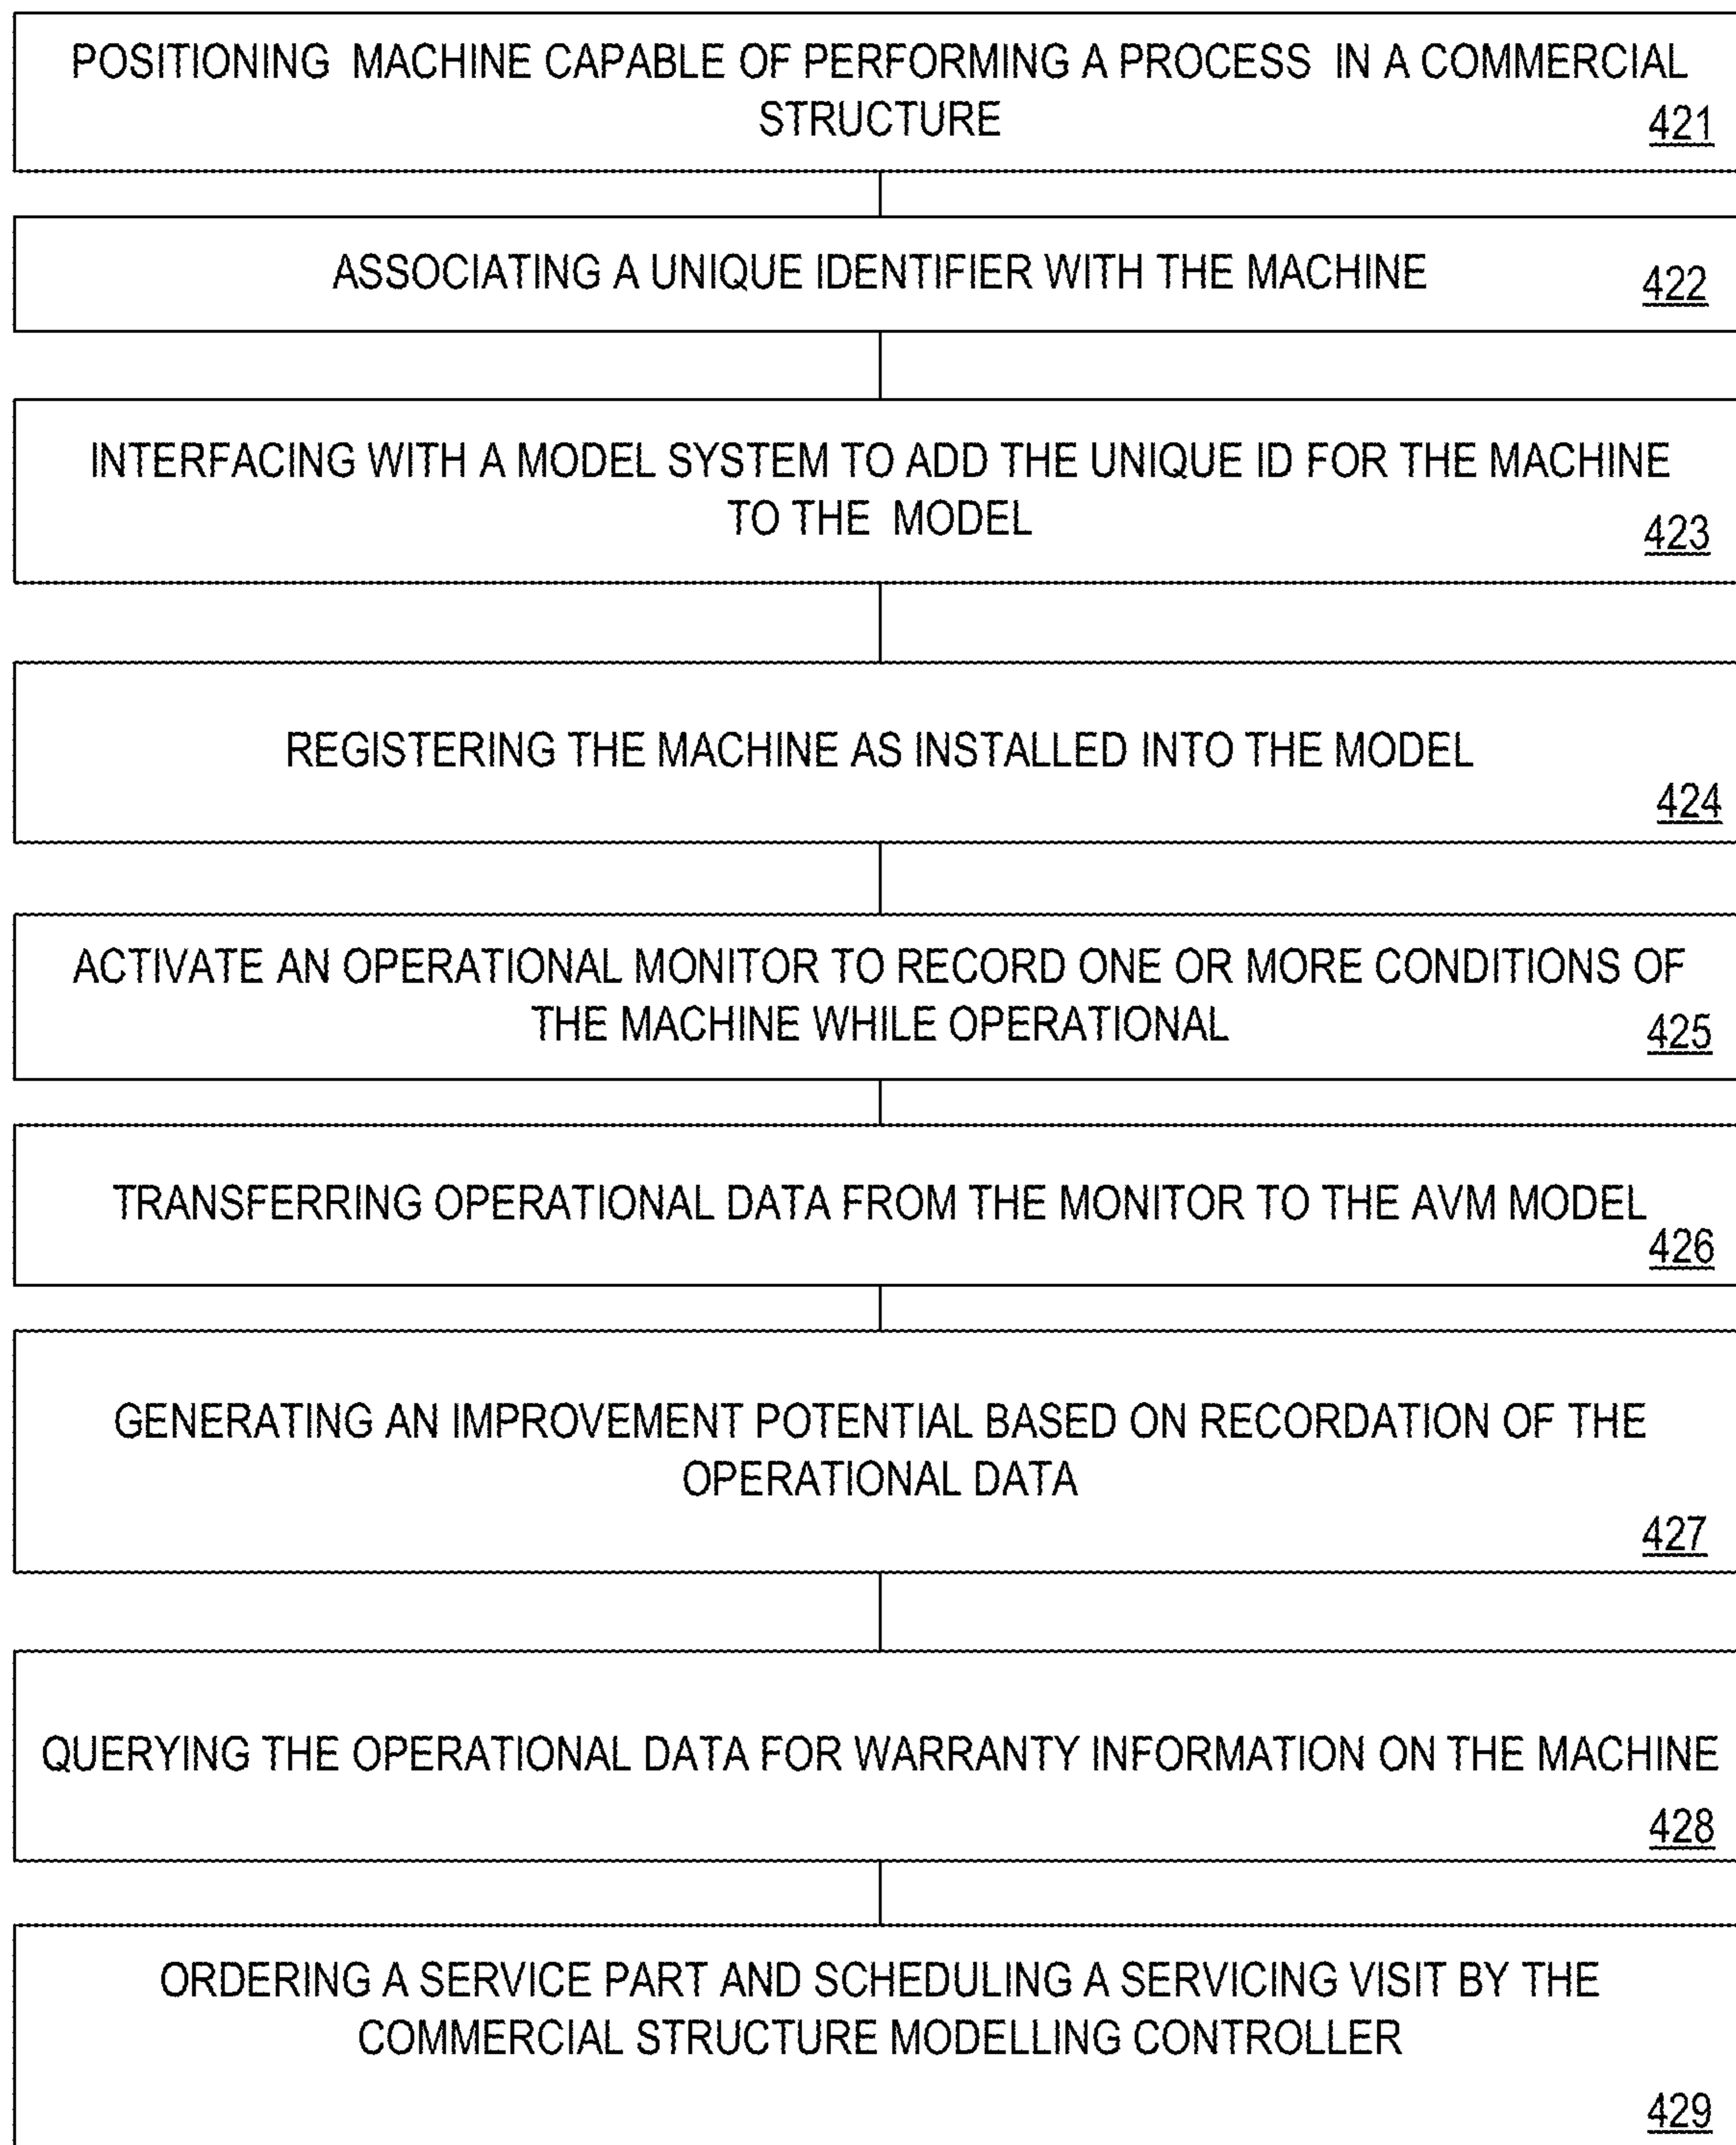 POSITIONING MACHINE CAPABLE OF PERFORMING A PROCESS IN A COMMERCIAL
STRUCTURE
421
ASSOCIATING A UNIQUE IDENTIFIER WITH THE MACHINE
422
INTERFACING WITH A MODEL SYSTEM TO ADD THE UNIQUE ID FOR THE MACHINE
TO THE MODEL
423
REGISTERING THE MACHINE AS INSTALLED INTO THE MODEL
424
ACTIVATE AN OPERATIONAL MONITOR TO RECORD ONE OR MORE CONDITIONS OF
THE MACHINE WHILE OPERATIONAL
425
TRANSFERRING OPERATIONAL DATA FROM THE MONITOR TO THE AVM MODEL
426
GENERATING AN IMPROVEMENT POTENTIAL BASED ON RECORDATION OF THE
OPERATIONAL DATA
427
QUERYING THE OPERATIONAL DATA FOR WARRANTY INFORMATION ON THE MACHINE
428
ORDERING A SERVICE PART AND SCHEDULING A SERVICING VISIT BY THE
COMMERCIAL STRUCTURE MODELLING CONTROLLER
429